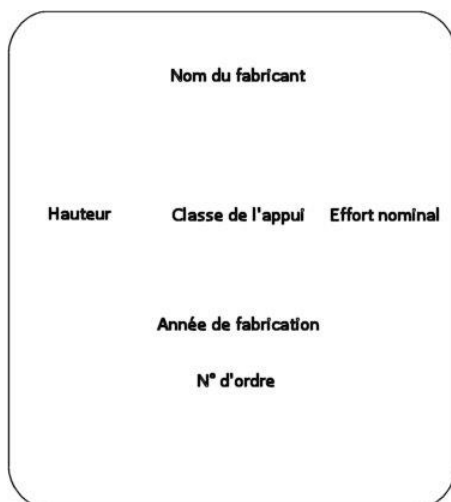 Nom du fabricant
Hauteur Classe de l'appui Effort nominal
Année de fabrication
N° d'ordre